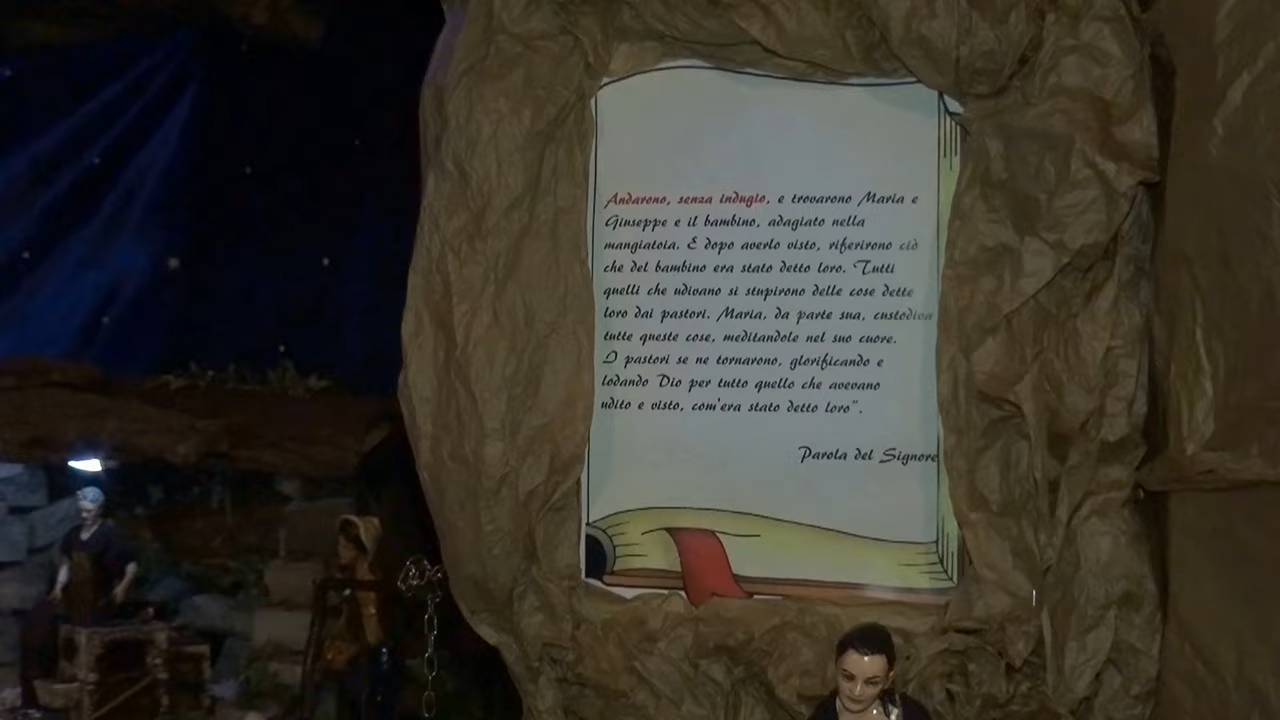 Andarono, senza indugio, e trovarono Maria e
Giuseppe e il bambino, adagiato nella
mangiatoia. E dopo averlo visto, riferirono ciò
che del bambino era stato detto loro. Tutti
quelli che udivano si stupirono delle cose dette
loro dai pastori. Maria, da parte sua, custodiva
tutte queste cose, meditandole nel suo cuore.
I pastori se ne tornarono, glorificando e
lodando Dio per tutto quello che avevano
udito e visto, com'era stato detto loro".
Parola del Signore